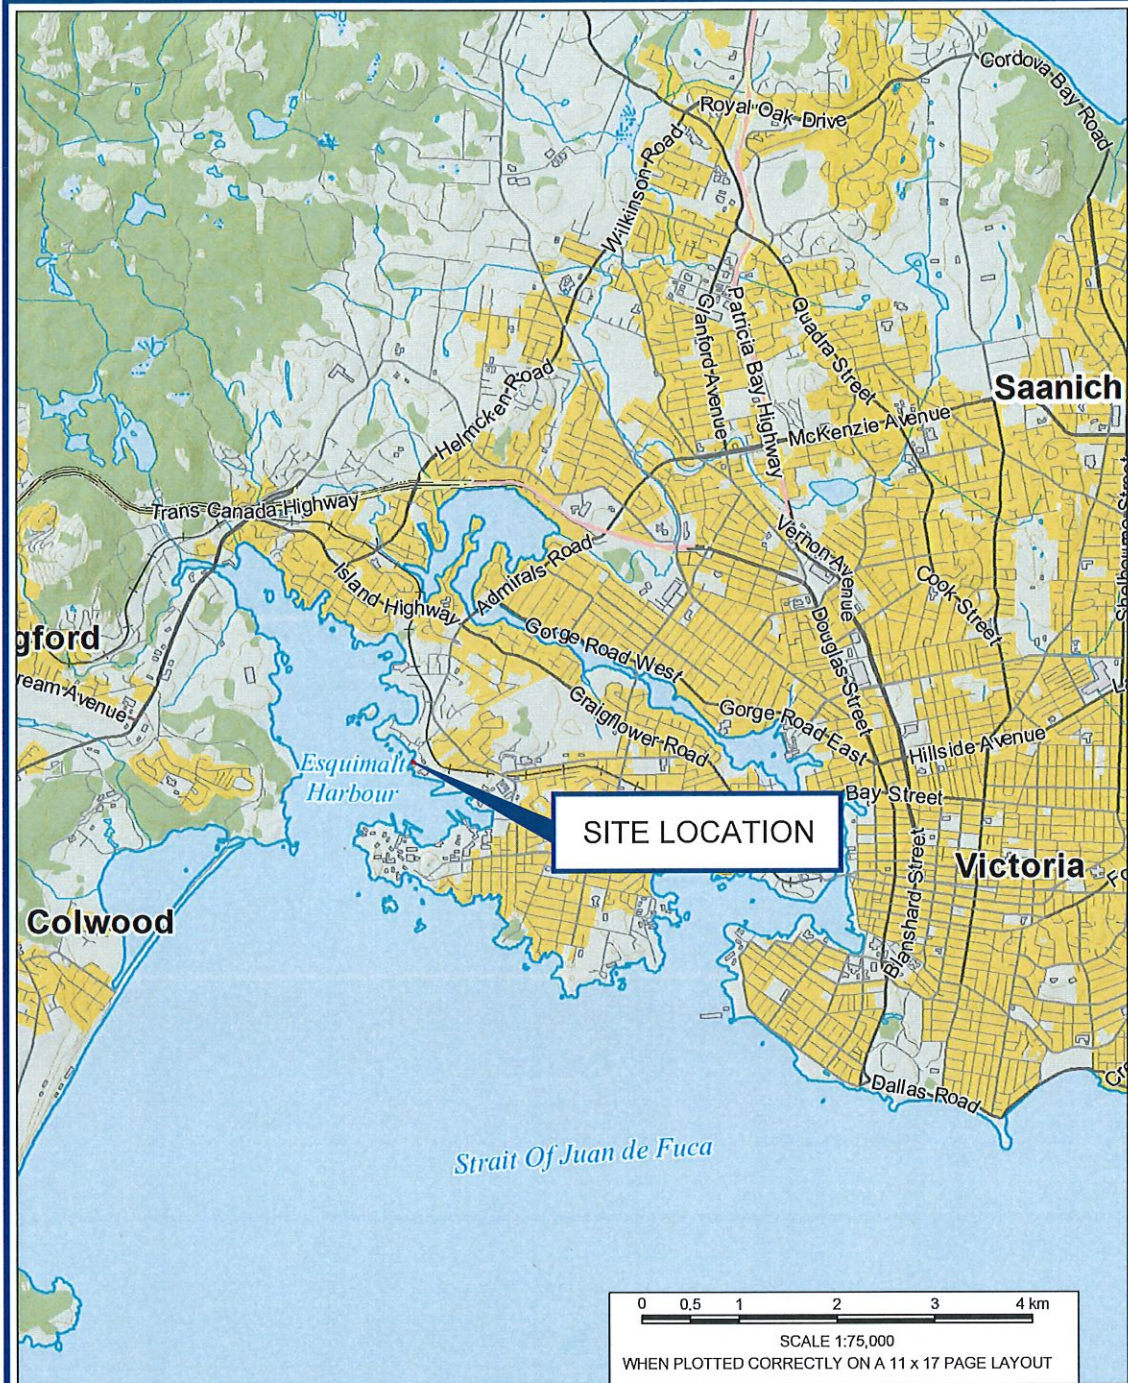 Cordova Bay Road
Royal Oak Drive
Wilkinson Road
Patricia Bay Highway
Glanford Avenue
Quadra Street
Saanich
McKenzie Avenue
Helmcken Road
Trans Canada Highway
Vernon Avenue
Admirals Road
Island Highway
Cook Street
Shelbourne Street
gford
Gorge Road West
Douglas Street
ream Avenue
Craigflower Road
Gorge Road East
Hillside Avenue
L
Esquimalt
Harbour
Bay Street
SITE LOCATION
Blanshard Street
Victoria
Fo
Colwood
Dallas Road
Cre
Strait Of Juan de Fuca
0 0.5 1 2 3 4 km
SCALE 1:75,000
WHEN PLOTTED CORRECTLY ON A 11 x 17 PAGE LAYOUT